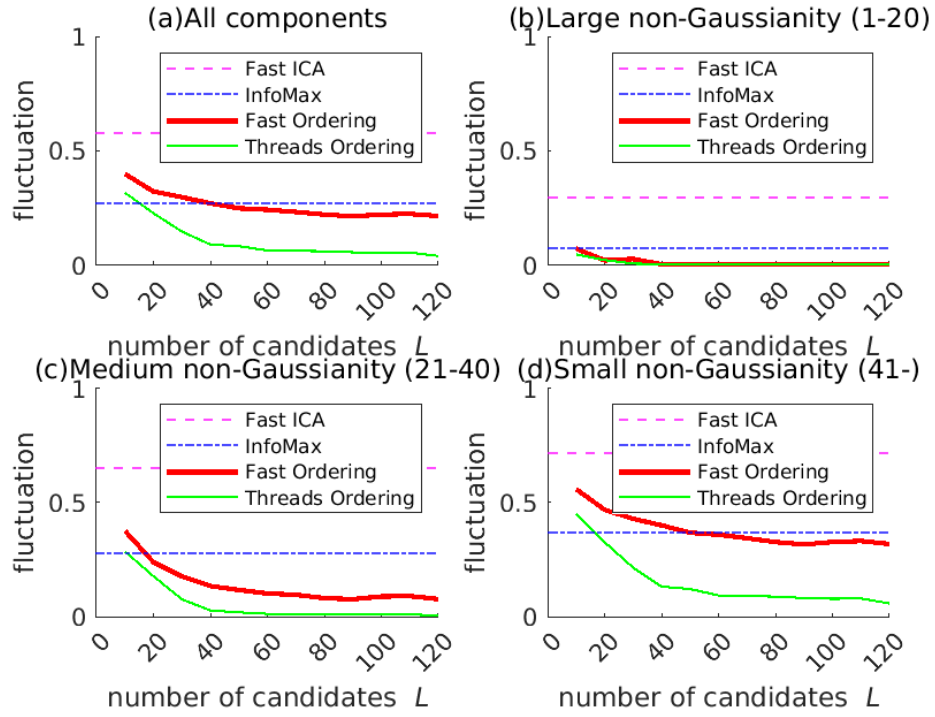 (a)All components
1
0.5
0
fluctuation
Fast ICA
InfoMax
Fast Ordering
Threads Ordering
0
20
40
60
80
100
120
number of candidates L
(b)Large non-Gaussianity (1-20)
1
0.5
0
fluctuation
Fast ICA
InfoMax
Fast Ordering
Threads Ordering
0
20
40
60
80
100
120
number of candidates L
(c)Medium non-Gaussianity (21-40)
1
0.5
0
fluctuation
Fast ICA
InfoMax
Fast Ordering
Threads Ordering
0
20
40
60
80
100
120
number of candidates L
(d)Small non-Gaussianity (41-)
1
0.5
0
fluctuation
Fast ICA
InfoMax
Fast Ordering
Threads Ordering
0
20
40
60
80
100
120
number of candidates L